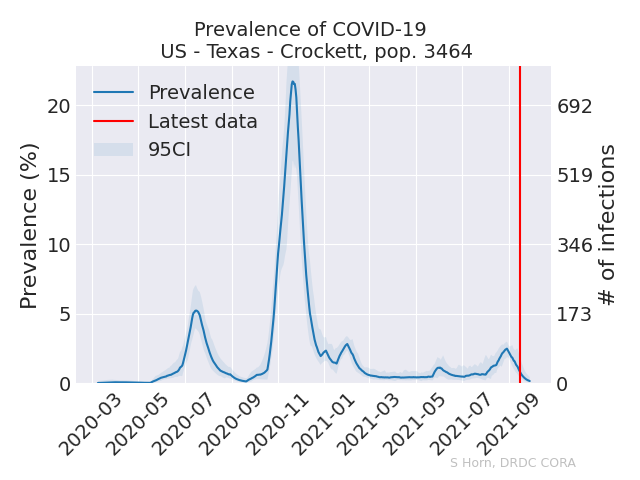 Prevalence of COVID-19
US - Texas - Crockett, pop. 3464
Prevalence
Latest data
95CI
Prevalence (%)
20
15
10
5
0
692
519
346
173
0
# of infections
2020-03
2020-05
2020-07
2020-09
2020-11
2021-01
2021-03
2021-05
2021-07
2021-09
S Horn, DRDC CORA